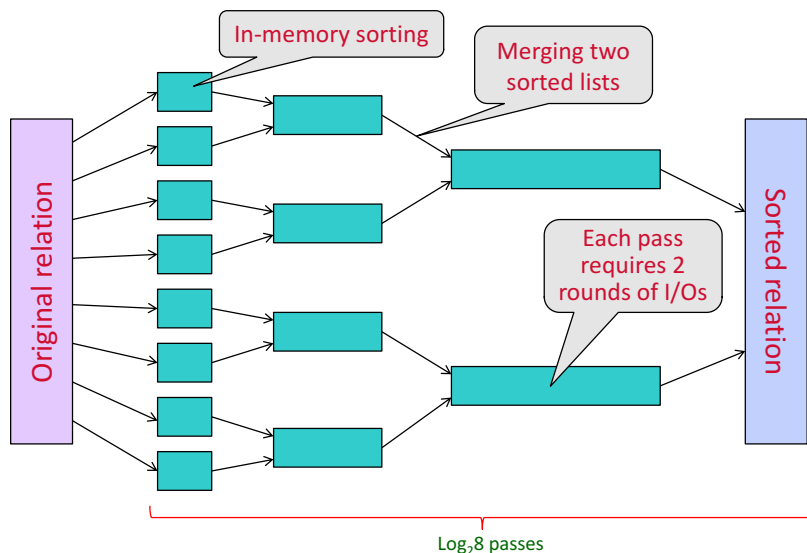 In-memory sorting
Merging two
sorted lists
Original relation
Sorted relation
Each pass
requires 2
rounds of I/Os
Log₂8 passes